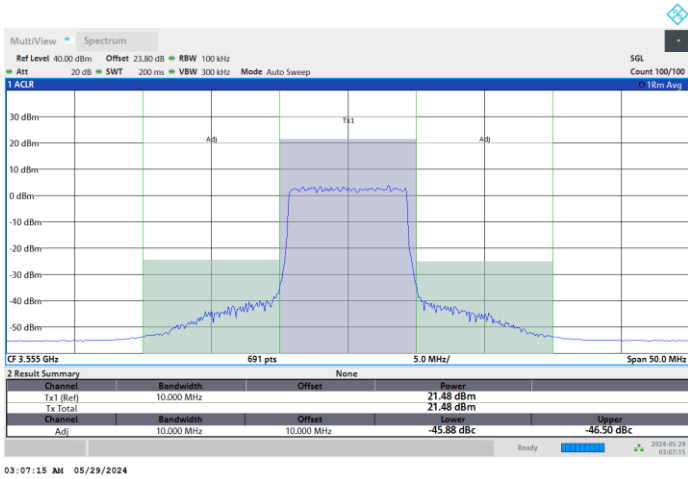 MultiView Spectrum
Ref Level 40.00 dBm Offset 23.80 dB RBW 100 kHz SGL
Att 20 dB SWT 200 ms VBW 300 kHz Mode Auto Sweep Count 100/100
1 ACLR 1Rm Avg
30 dBm
Tx1
Adj Adj
20 dBm
10 dBm
0 dBm
-10 dBm
-20 dBm
-30 dBm
-40 dBm
-50 dBm
CF 3.555 GHz 691 pts 5.0 MHz/ Span 50.0 MHz
2 Result Summary None
Channel Bandwidth Offset Power
Tx1 (Ref) 10.000 MHz 21.48 dBm
Tx Total 21.48 dBm
Channel Bandwidth Offset Lower Upper
Adj 10.000 MHz 10.000 MHz -45.88 dBc -46.50 dBc
Ready 2024-05-29
03:07:15
03:07:15 AM 05/29/2024